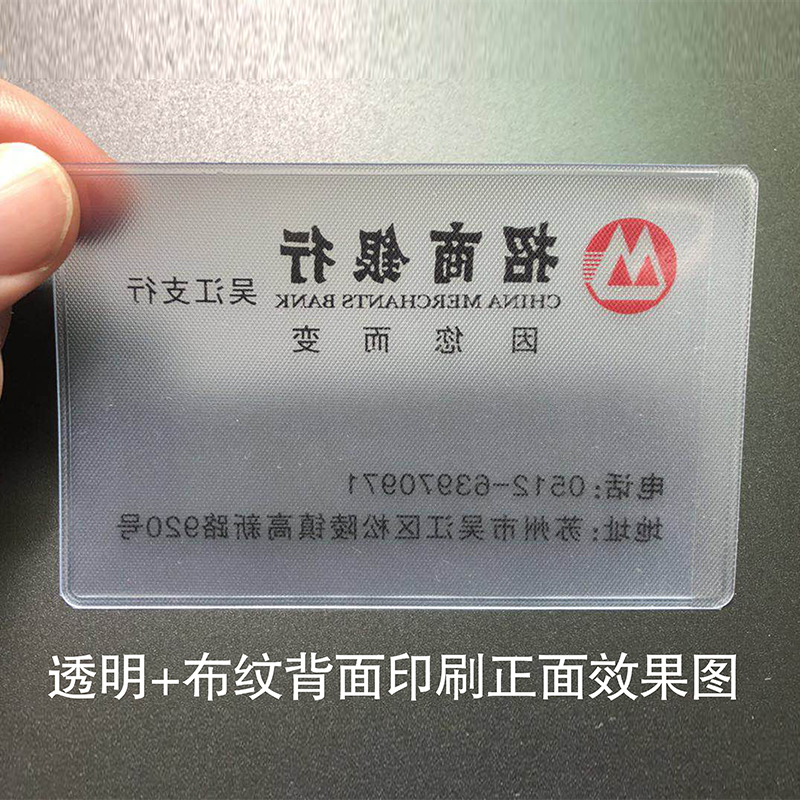 招商银行
CHINA MERCHANTS BANK 吴江支行
因您而变
电话:0512-63970971
地址:苏州市吴江区松陵镇高新路920号
透明+布纹背面印刷正面效果图